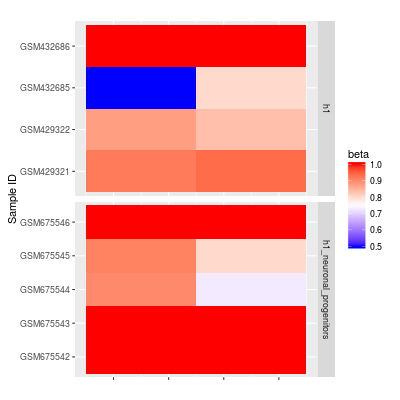 GSM432686
GSM432685
GSM429322
GSM429321
h1
GSM675546
GSM675545
GSM675544
GSM675543
GSM675542
h1_neuronal_progenitors
Sample ID
beta
1.0
0.9
0.8
0.7
0.6
0.5